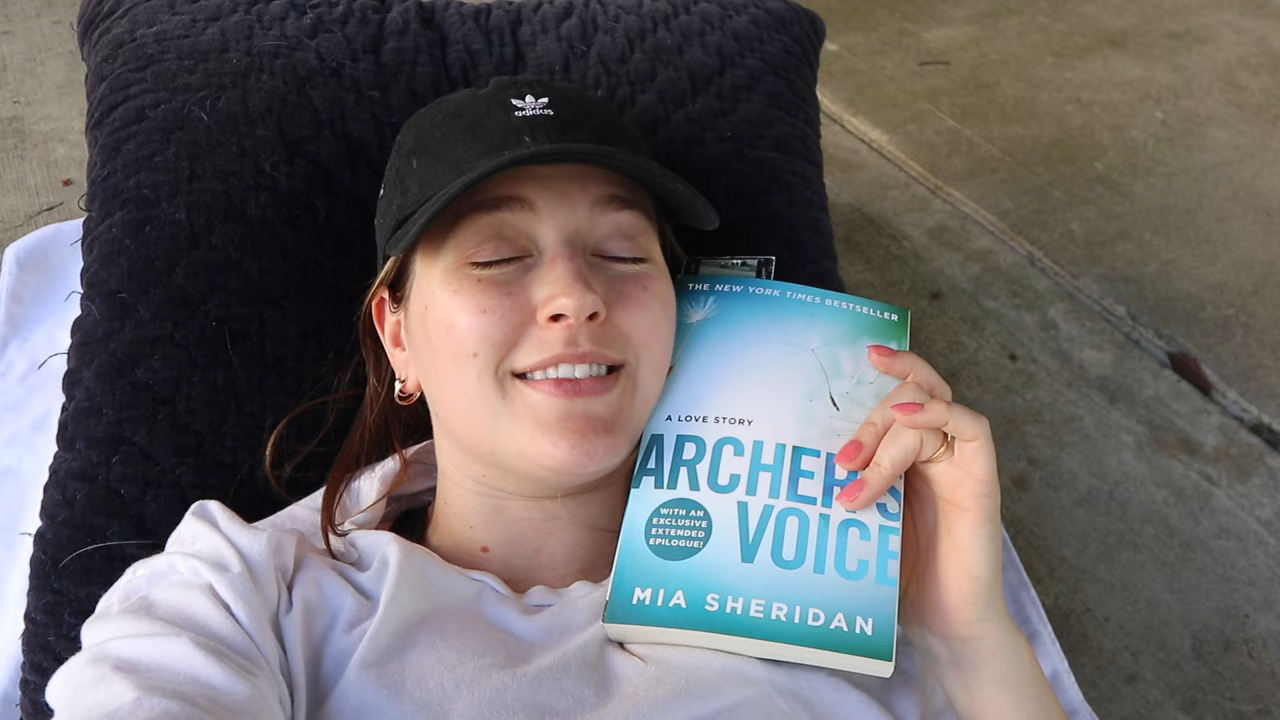 adidas
THE NEW YORK TIMES BESTSELLER
A LOVE STORY
ARCHER'S
VOICE
WITH AN
EXCLUSIVE
EXTENDED
EPILOGUE!
MIA SHERIDAN